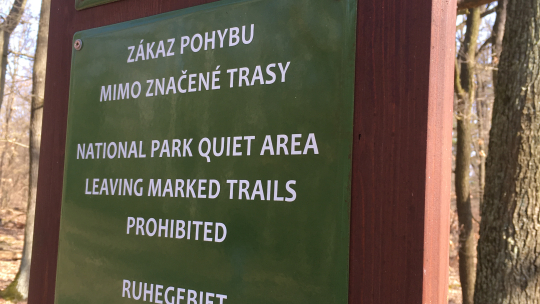 ZÁKAZ POHYBU
MIMO ZNAČENÉ TRASY
NATIONAL PARK QUIET AREA
LEAVING MARKED TRAILS
PROHIBITED
RUHEGEBIET